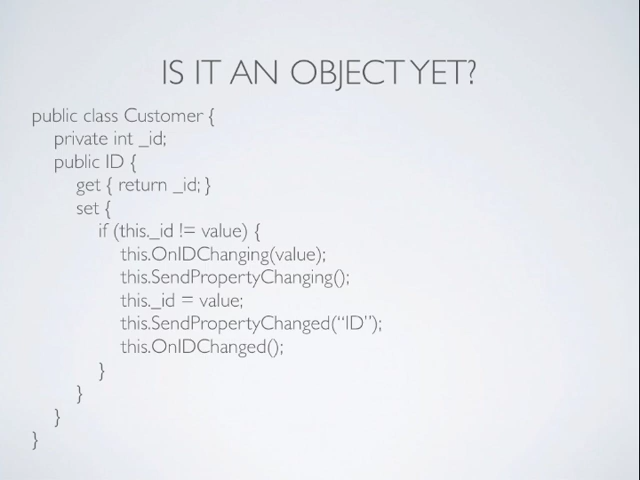 IS IT AN OBJECT YET?
public class Customer {
private int _id;
public ID {
get { return _id; }
set {
if (this._id != value) {
this.OnIDChanging(value);
this.SendPropertyChanging();
this._id = value;
this.SendPropertyChanged(“ID”);
this.OnIDChanged();
}
}
}
}